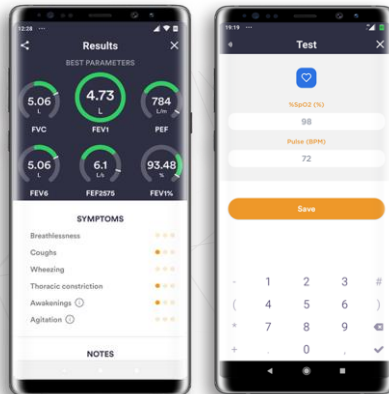 12:28
Results
BEST PARAMETERS
5.06
L
FVC
4.73
L
FEV1
784
L/m
PEF
5.06
L
FEV6
6.1
L/s
FEF2575
93.48
%
FEV1%
SYMPTOMS
Breathlessness
Coughs
Wheezing
Thoracic constriction
Awakenings
Agitation
NOTES
19:19
Test
%SpO2 (%)
98
Pulse (BPM)
72
Save
- 1 2 3 #
( 4 5 6 )
* 7 8 9
+ . 0 ,